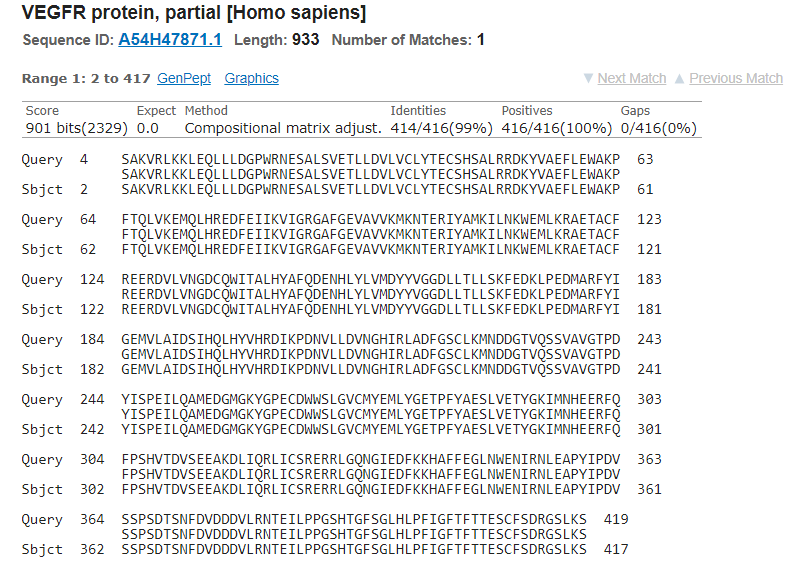 VEGFR protein, partial [Homo sapiens]
Sequence ID: A54H47871.1 Length: 933 Number of Matches: 1
Range 1: 2 to 417 GenPept Graphics ▼ Next Match ▲ Previous Match
Score Expect Method Identities Positives Gaps
901 bits(2329) 0.0 Compositional matrix adjust. 414/416(99%) 416/416(100%) 0/416(0%)
Query 4 SAKVRLKKLEQLLLDGPWRNESALSVETLLDVLVCLYTECSHSALRRDKYVAEFLEWAKP 63
SAKVRLKKLEQLLLDGPWRNESALSVETLLDVLVCLYTECSHSALRRDKYVAEFLEWAKP
Sbjct 2 SAKVRLKKLEQLLLDGPWRNESALSVETLLDVLVCLYTECSHSALRRDKYVAEFLEWAKP 61
Query 64 FTQLVKEMQLHREDFEIIKVIGRGAFGEVAVVKMKNTERIYAMKILNKWEMLKRAETACF 123
FTQLVKEMQLHREDFEIIKVIGRGAFGEVAVVKMKNTERIYAMKILNKWEMLKRAETACF
Sbjct 62 FTQLVKEMQLHREDFEIIKVIGRGAFGEVAVVKMKNTERIYAMKILNKWEMLKRAETACF 121
Query 124 REERDVLVNGDCQWITALHYAFQDENHLYLVMDYYVGGDLLTLLSKFEDKLPEDMARFYI 183
REERDVLVNGDCQWITALHYAFQDENHLYLVMDYYVGGDLLTLLSKFEDKLPEDMARFYI
Sbjct 122 REERDVLVNGDCQWITALHYAFQDENHLYLVMDYYVGGDLLTLLSKFEDKLPEDMARFYI 181
Query 184 GEMVLAIDSIHQLHYVHRDIKPDNVLLDVNGHIRLADFGSCLKMNDDGTVQSSVAVGTPD 243
GEMVLAIDSIHQLHYVHRDIKPDNVLLDVNGHIRLADFGSCLKMNDDGTVQSSVAVGTPD
Sbjct 182 GEMVLAIDSIHQLHYVHRDIKPDNVLLDVNGHIRLADFGSCLKMNDDGTVQSSVAVGTPD 241
Query 244 YISPEILQAMEDGMGKYGPECDWWSLGVCMYEMLYGETPFYAESLVETYGKIMNHEERFQ 303
YISPEILQAMEDGMGKYGPECDWWSLGVCMYEMLYGETPFYAESLVETYGKIMNHEERFQ
Sbjct 242 YISPEILQAMEDGMGKYGPECDWWSLGVCMYEMLYGETPFYAESLVETYGKIMNHEERFQ 301
Query 304 FPSHVTDVSEEAKDLIQRLICSRERRLGQNGIEDFKKHAFFEGLNWENIRNLEAPYIPDV 363
FPSHVTDVSEEAKDLIQRLICSRERRLGQNGIEDFKKHAFFEGLNWENIRNLEAPYIPDV
Sbjct 302 FPSHVTDVSEEAKDLIQRLICSRERRLGQNGIEDFKKHAFFEGLNWENIRNLEAPYIPDV 361
Query 364 SSPSDTSNFDVDDDVLRNTEILPPGSHTGFSGLHLPFIGFTFTTESCFSDRGSLKS 419
SSPSDTSNFDVDDDVLRNTEILPPGSHTGFSGLHLPFIGFTFTTESCFSDRGSLKS
Sbjct 362 SSPSDTSNFDVDDDVLRNTEILPPGSHTGFSGLHLPFIGFTFTTESCFSDRGSLKS 417